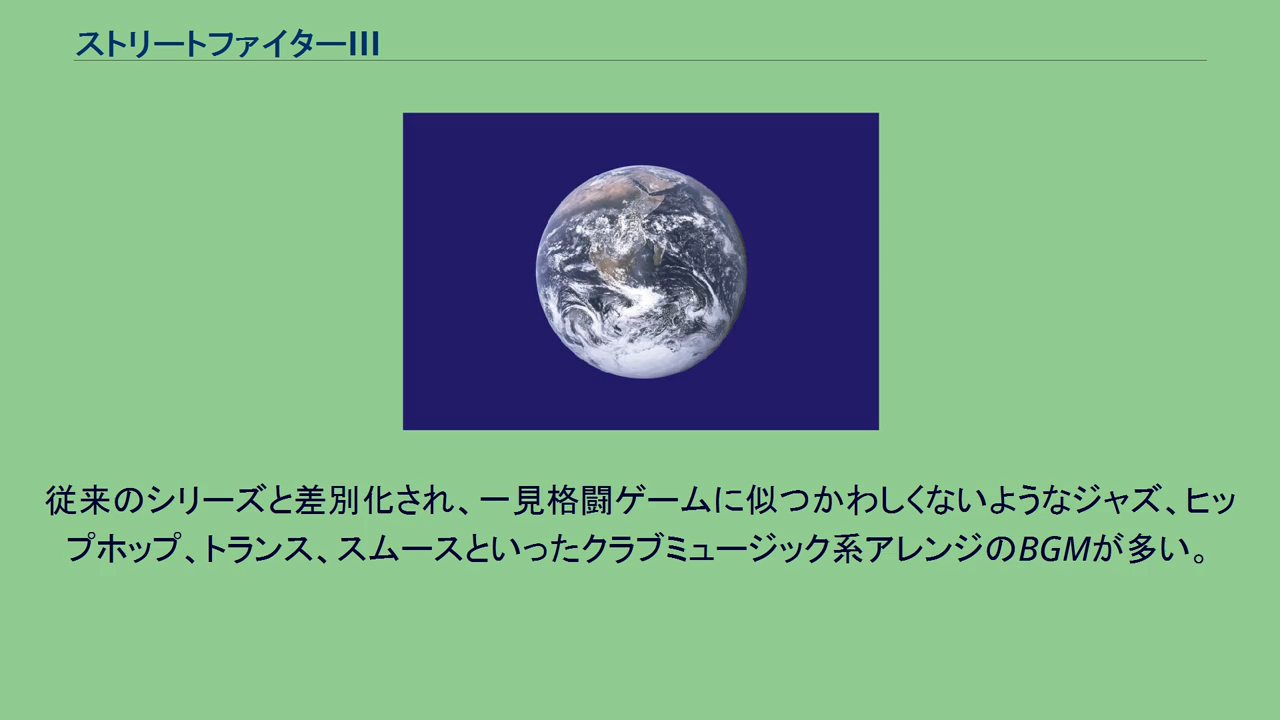 ストリートファイターIII
従来のシリーズと差別化され、一見格闘ゲームに似つかわしくないようなジャズ、ヒッ
プホップ、トランス、スムースといったクラブミュージック系アレンジのBGMが多い。